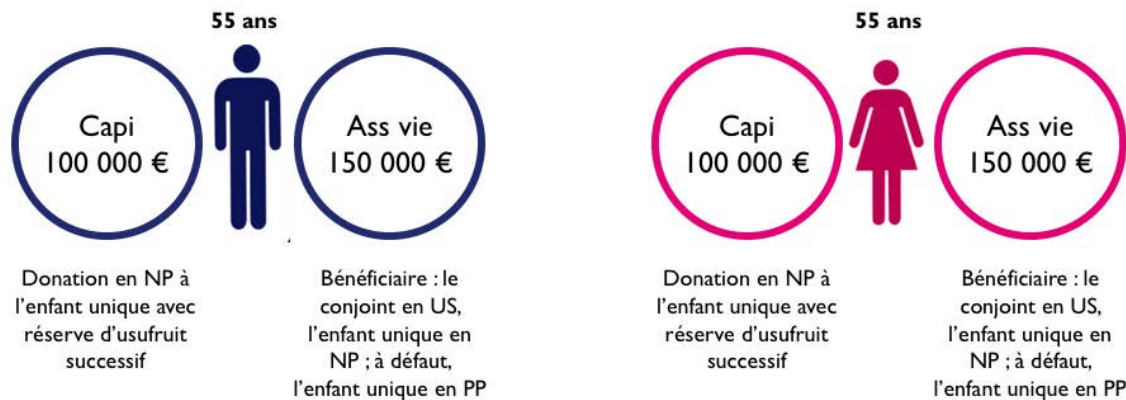 55 ans
Capi
100 000 €
Ass vie
150 000 €
Donation en NP à
l'enfant unique avec
réserve d'usufruit
successif
Bénéficiaire : le
conjoint en US,
l'enfant unique en
NP ; à défaut,
l'enfant unique en PP
55 ans
Capi
100 000 €
Ass vie
150 000 €
Donation en NP à
l'enfant unique avec
réserve d'usufruit
successif
Bénéficiaire : le
conjoint en US,
l'enfant unique en
NP ; à défaut,
l'enfant unique en PP